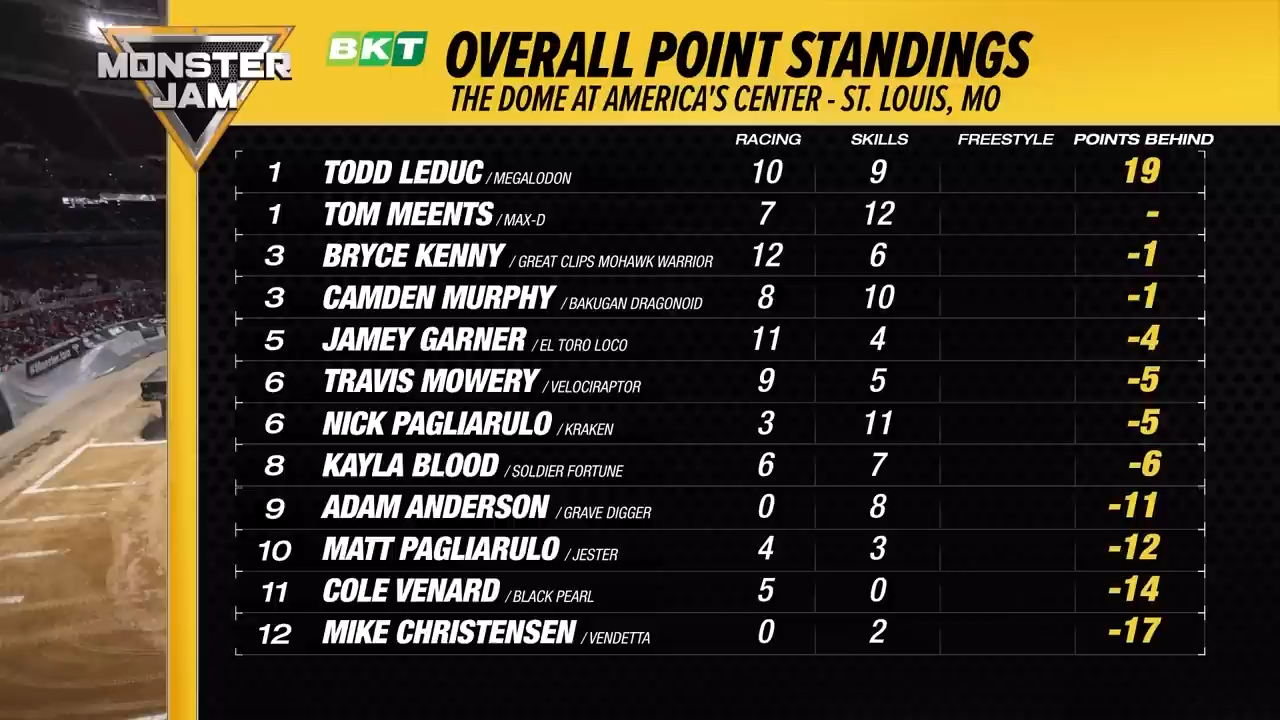 MONSTER JAM
BKT OVERALL POINT STANDINGS
THE DOME AT AMERICA'S CENTER - ST. LOUIS, MO
RACING SKILLS FREESTYLE POINTS BEHIND
1 TODD LEDUC / MEGALODON 10 9 19
1 TOM MEENTS / MAX-D 7 12 -
3 BRYCE KENNY / GREAT CLIPS MOHAWK WARRIOR 12 6 -1
3 CAMDEN MURPHY / BAKUGAN DRAGONOID 8 10 -1
5 JAMEY GARNER / EL TORO LOCO 11 4 -4
6 TRAVIS MOWERY / VELOCIRAPTOR 9 5 -5
6 NICK PAGLIARULO / KRAKEN 3 11 -5
8 KAYLA BLOOD / SOLDIER FORTUNE 6 7 -6
9 ADAM ANDERSON / GRAVE DIGGER 0 8 -11
10 MATT PAGLIARULO / JESTER 4 3 -12
11 COLE VENARD / BLACK PEARL 5 0 -14
12 MIKE CHRISTENSEN / VENDETTA 0 2 -17